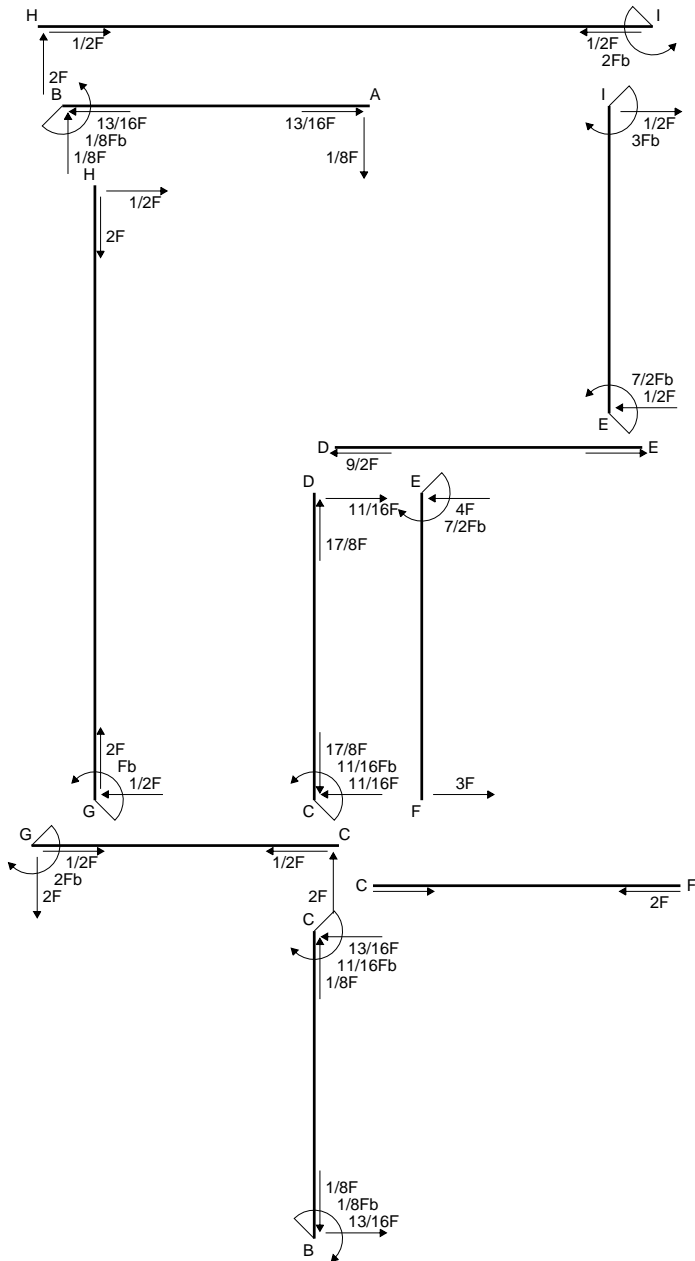 H I
1/2F 1/2F
2Fb
2F
B A I
13/16F 13/16F 1/2F
1/8Fb 3Fb
1/8F 1/8F
H
1/2F
2F
7/2Fb
1/2F
E
D E
9/2F
D E
11/16F 4F
7/2Fb
17/8F
2F 17/8F
Fb 11/16Fb
1/2F 11/16F 3F
G C F
G C
1/2F 1/2F
2Fb
2F 2F
C F
2F
C
13/16F
11/16Fb
1/8F
1/8F
1/8Fb
13/16F
B